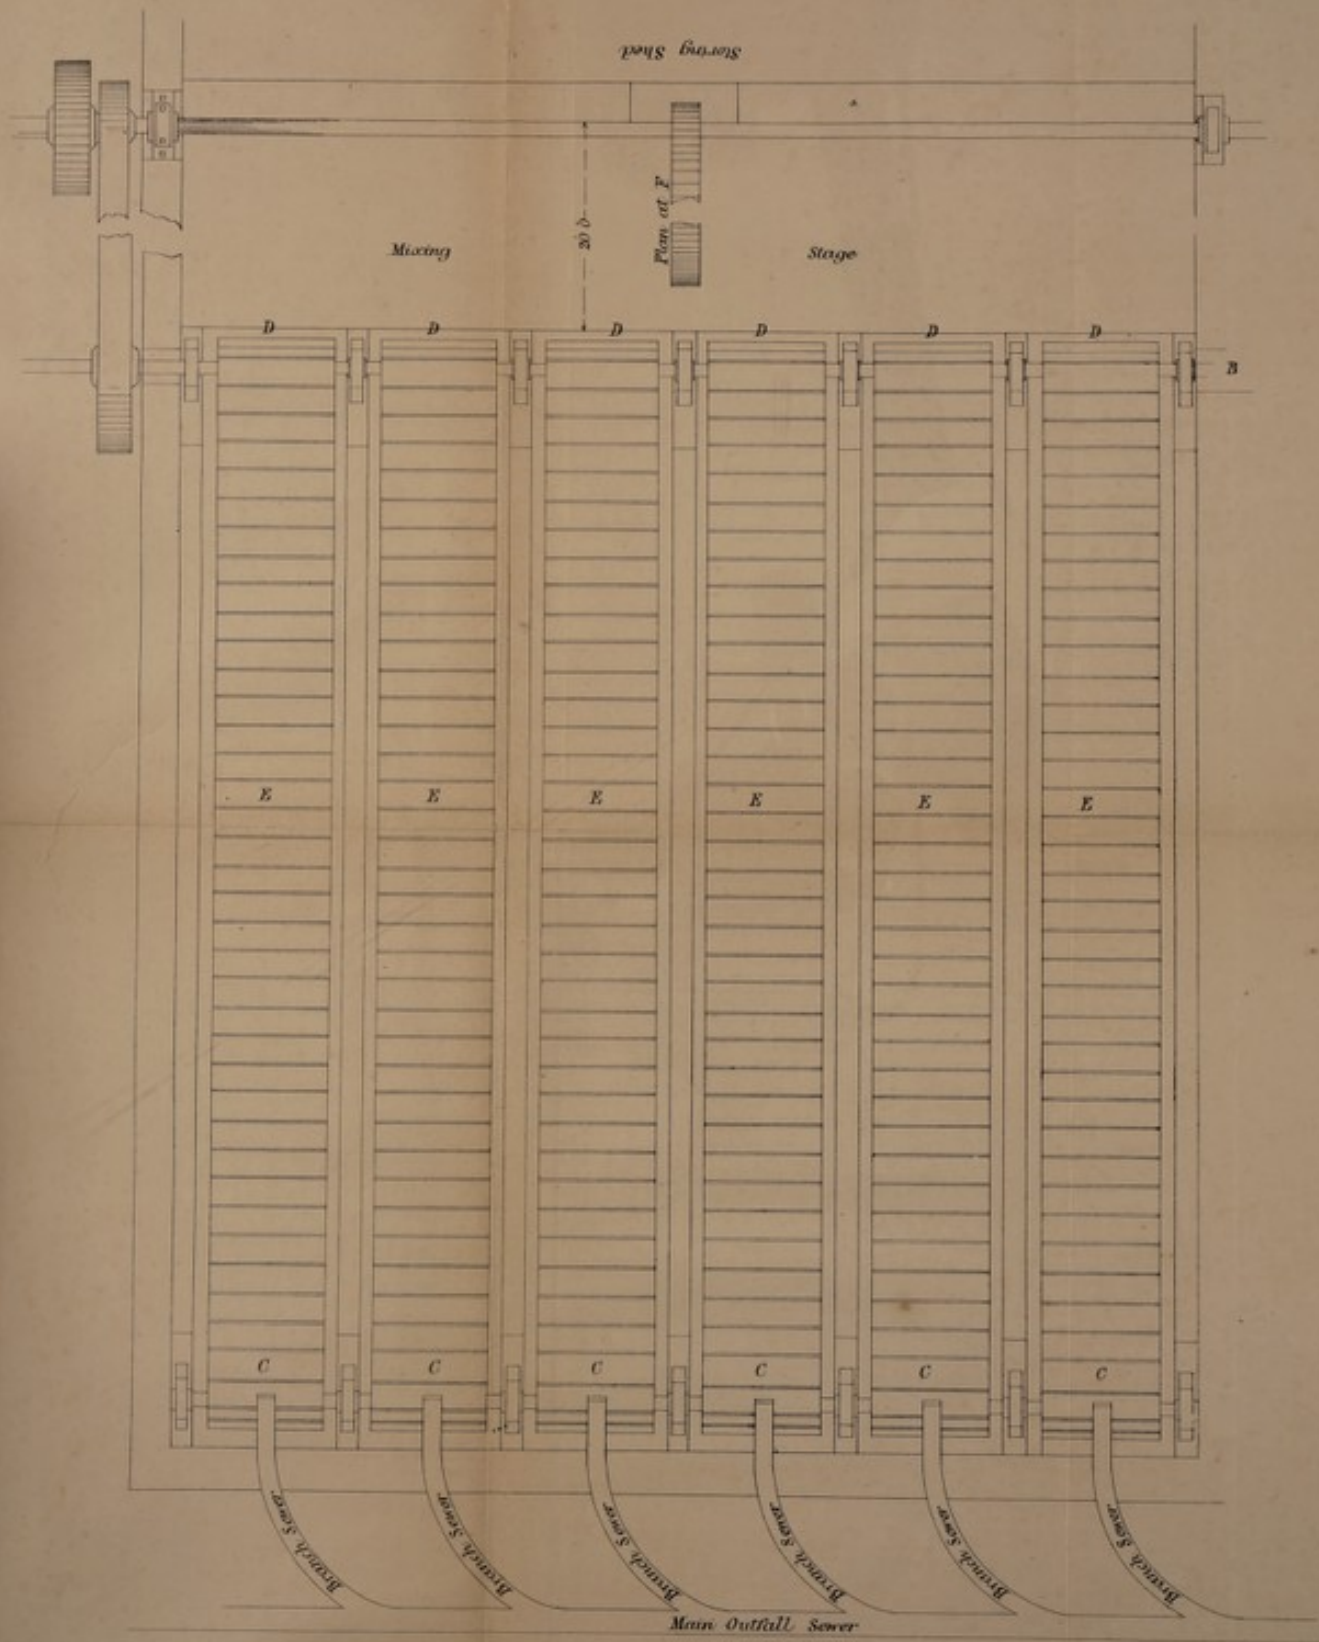 Storing Shed
Plan at F
20 0
Mixing Stage
D D D D D D
B
E E E E E E
C C C C C C
Branch Sewer Branch Sewer Branch Sewer Branch Sewer Branch Sewer Branch Sewer
Main Outfall Sewer